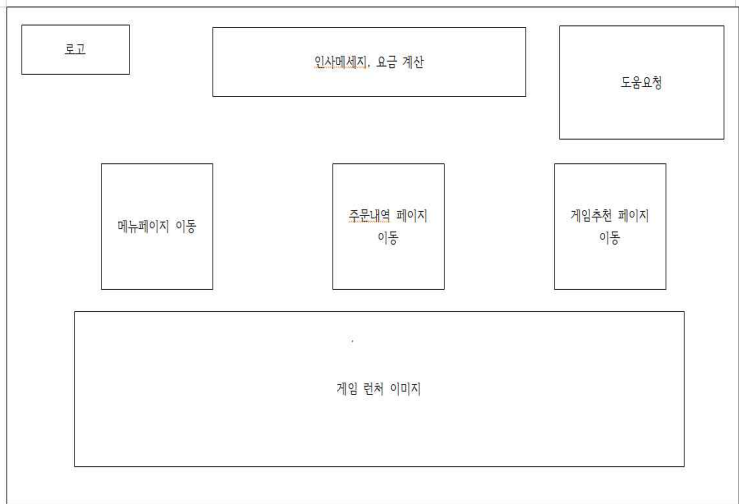 로고
인사메세지, 요금 계산
도움요청
메뉴페이지 이동
주문내역 페이지
이동
게임추천 페이지
이동
게임 런처 이미지